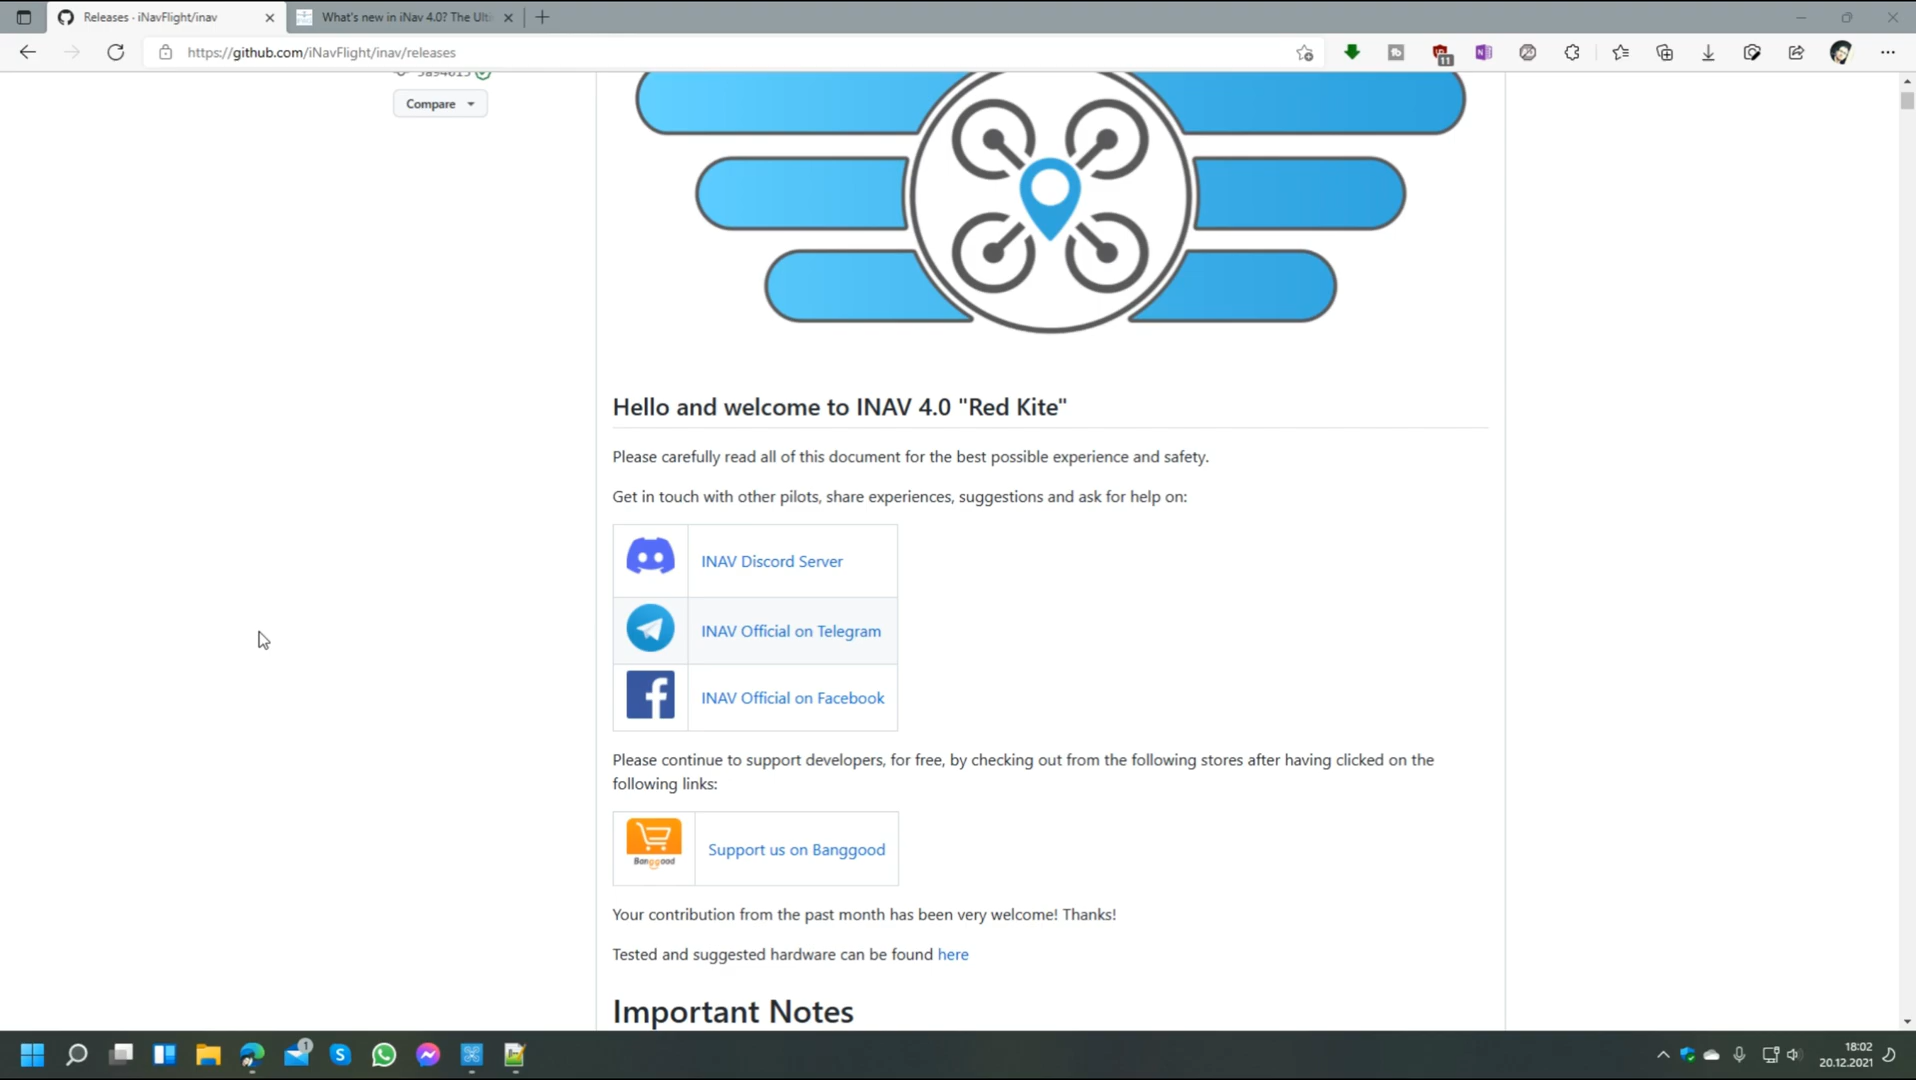 Releases · iNavFlight/inav
What's new in iNav 4.0? The Ulti
https://github.com/iNavFlight/inav/releases
11
Compare
Hello and welcome to INAV 4.0 "Red Kite"
Please carefully read all of this document for the best possible experience and safety.
Get in touch with other pilots, share experiences, suggestions and ask for help on:
INAV Discord Server
INAV Official on Telegram
INAV Official on Facebook
Please continue to support developers, for free, by checking out from the following stores after having clicked on the
following links:
Banggood
Support us on Banggood
Your contribution from the past month has been very welcome! Thanks!
Tested and suggested hardware can be found here
Important Notes
1
18:02
20.12.2021